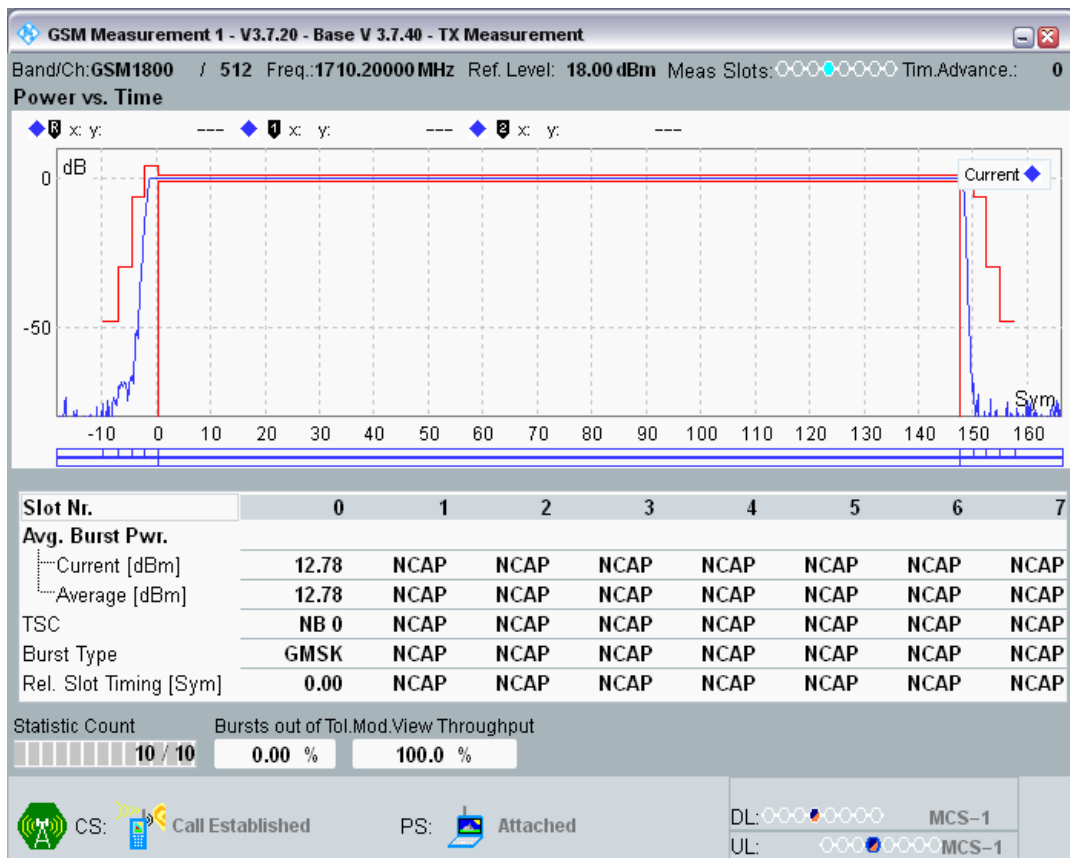 GSM Measurement 1 - V3.7.20 - Base V 3.7.40 - TX Measurement
Band/Ch:GSM1800 / 512 Freq.:1710.20000 MHz Ref. Level: 18.00 dBm Meas Slots: Tim.Advance.: 0
Power vs. Time
R x: y: --- 1 x: y: --- 2 x: y: ---
dB
Current
0
-50
Sym
-10 0 10 20 30 40 50 60 70 80 90 100 110 120 130 140 150 160
Slot Nr. 0 1 2 3 4 5 6 7
Avg. Burst Pwr.
Current [dBm] 12.78 NCAP NCAP NCAP NCAP NCAP NCAP NCAP
Average [dBm] 12.78 NCAP NCAP NCAP NCAP NCAP NCAP NCAP
TSC NB 0 NCAP NCAP NCAP NCAP NCAP NCAP NCAP
Burst Type GMSK NCAP NCAP NCAP NCAP NCAP NCAP NCAP
Rel. Slot Timing [Sym] 0.00 NCAP NCAP NCAP NCAP NCAP NCAP NCAP
Statistic Count Bursts out of Tol.Mod.View Throughput
10 / 10 0.00 % 100.0 %
CS: Call Established PS: Attached
DL: MCS-1
UL: MCS-1